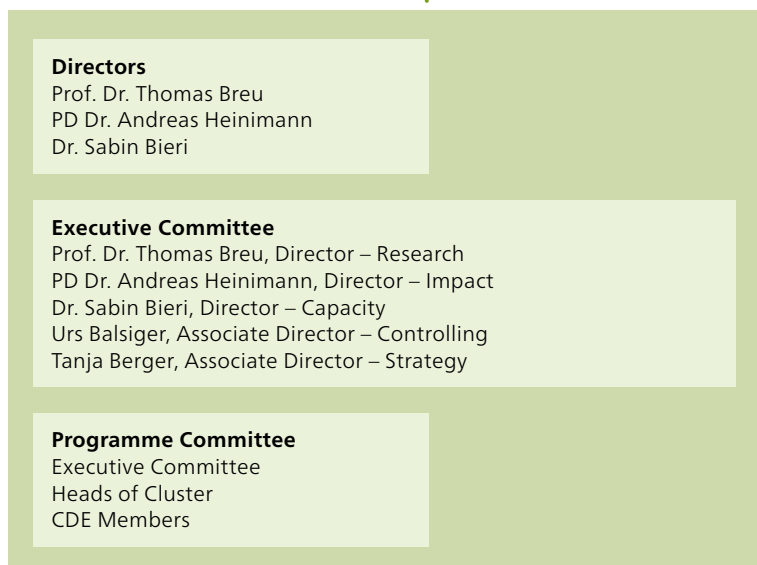 Directors
Prof. Dr. Thomas Breu
PD Dr. Andreas Heinimann
Dr. Sabin Bieri
Executive Committee
Prof. Dr. Thomas Breu, Director – Research
PD Dr. Andreas Heinimann, Director – Impact
Dr. Sabin Bieri, Director – Capacity
Urs Balsiger, Associate Director – Controlling
Tanja Berger, Associate Director – Strategy
Programme Committee
Executive Committee
Heads of Cluster
CDE Members